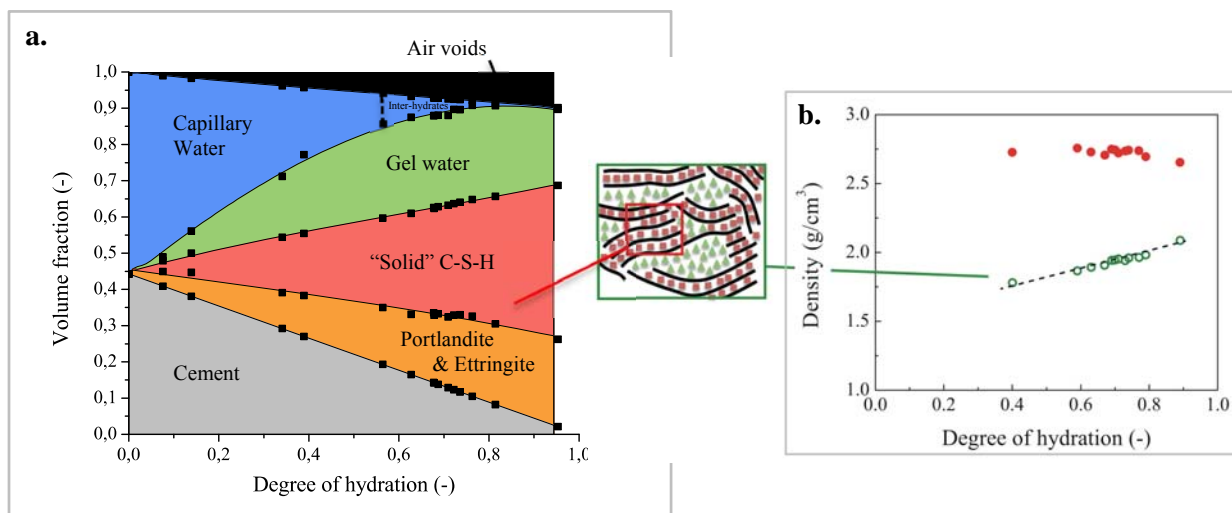 a.
Air voids
1,0
0,9
0,8
0,7
0,6
0,5
0,4
0,3
0,2
0,1
0,0
Volume fraction (-)
Capillary
Water
Inter-hydrates
Gel water
“Solid” C-S-H
Portlandite
& Ettringite
Cement
0,0 0,2 0,4 0,6 0,8 1,0
Degree of hydration (-)
b.
3.0
2.5
2.0
1.5
1.0
Density (g/cm³)
0.0 0.2 0.4 0.6 0.8 1.0
Degree of hydration (-)